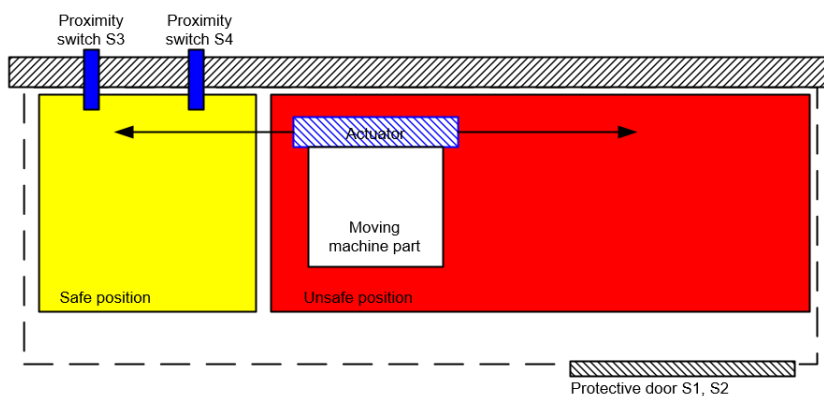 Proximity
switch S3
Proximity
switch S4
Actuator
Moving
machine part
Safe position
Unsafe position
Protective door S1, S2